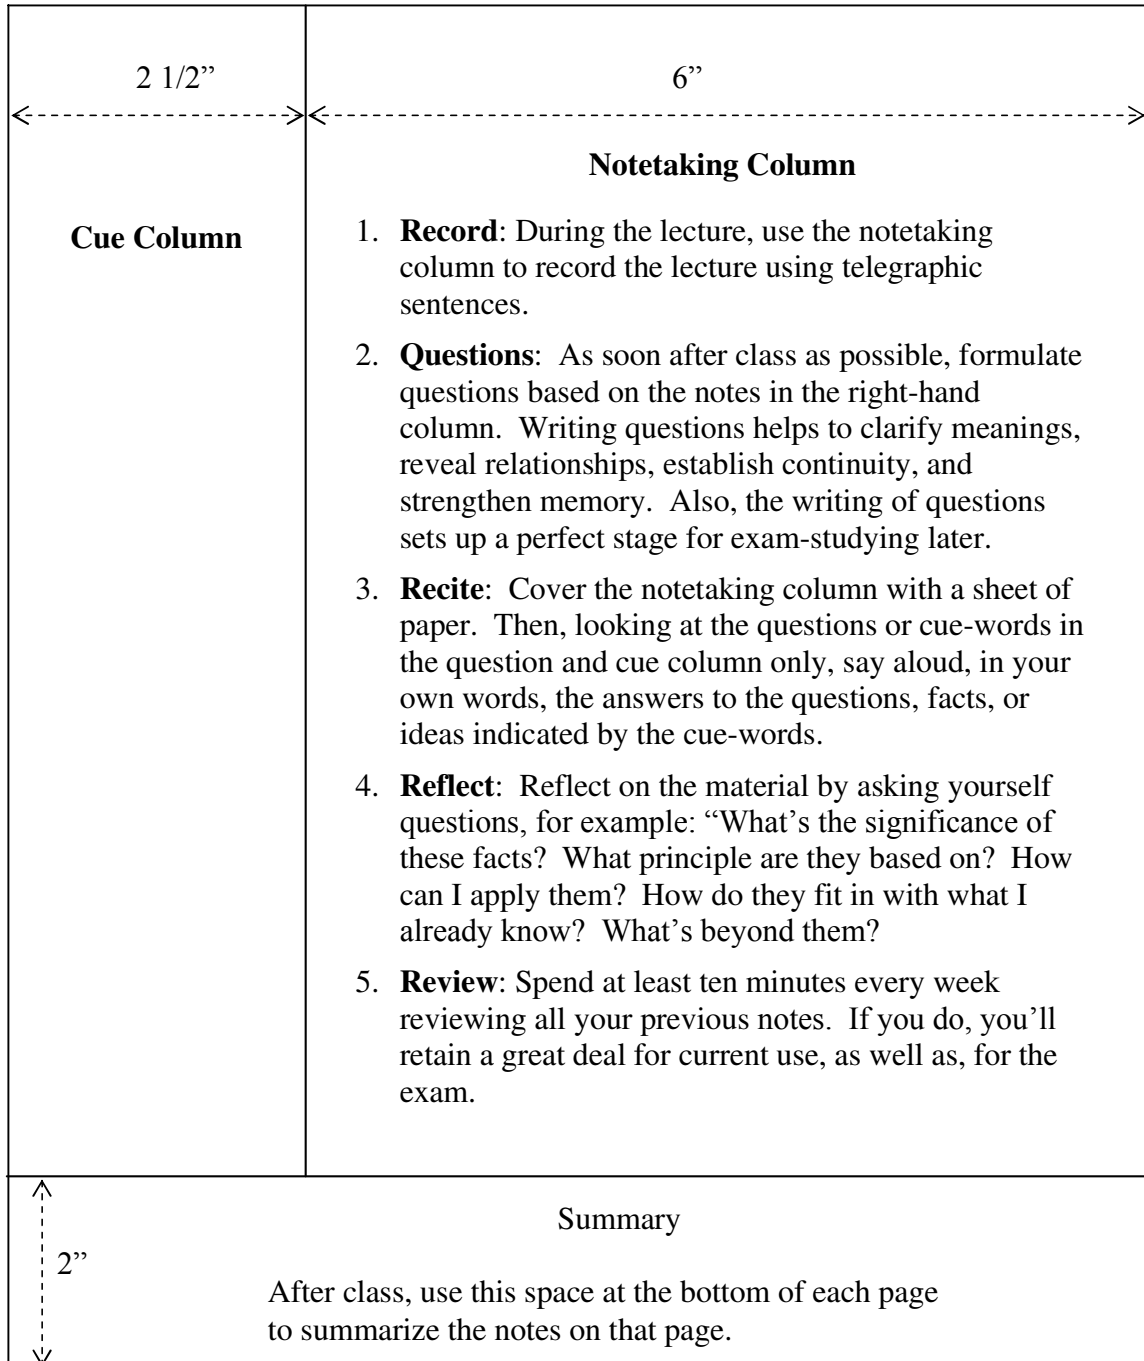 2 1/2”
6”
Notetaking Column
Cue Column
1. Record: During the lecture, use the notetaking
column to record the lecture using telegraphic
sentences.
2. Questions: As soon after class as possible, formulate
questions based on the notes in the right-hand
column. Writing questions helps to clarify meanings,
reveal relationships, establish continuity, and
strengthen memory. Also, the writing of questions
sets up a perfect stage for exam-studying later.
3. Recite: Cover the notetaking column with a sheet of
paper. Then, looking at the questions or cue-words in
the question and cue column only, say aloud, in your
own words, the answers to the questions, facts, or
ideas indicated by the cue-words.
4. Reflect: Reflect on the material by asking yourself
questions, for example: “What’s the significance of
these facts? What principle are they based on? How
can I apply them? How do they fit in with what I
already know? What’s beyond them?
5. Review: Spend at least ten minutes every week
reviewing all your previous notes. If you do, you’ll
retain a great deal for current use, as well as, for the
exam.
Summary
2”
After class, use this space at the bottom of each page
to summarize the notes on that page.